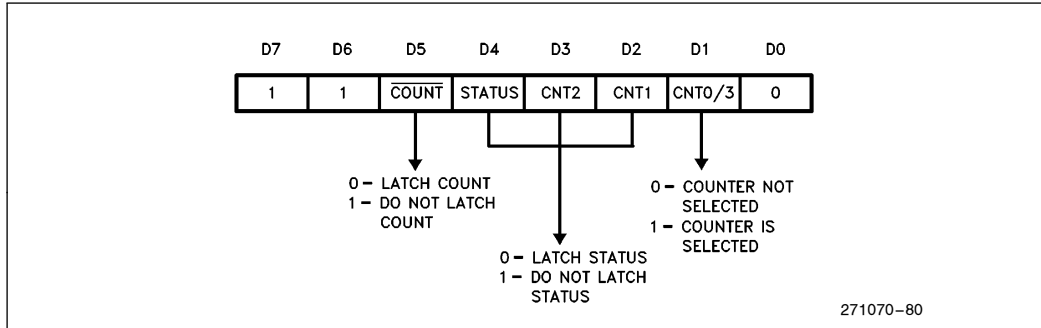 D7 D6 D5 D4 D3 D2 D1 D0
1 1 COUNT STATUS CNT2 CNT1 CNT0/3 0
0 – LATCH COUNT
1 – DO NOT LATCH
COUNT
0 – LATCH STATUS
1 – DO NOT LATCH
STATUS
0 – COUNTER NOT
SELECTED
1 – COUNTER IS
SELECTED
271070–80